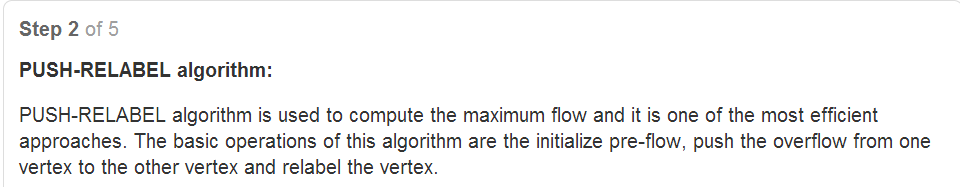 Step 2 of 5
PUSH-RELABEL algorithm:
PUSH-RELABEL algorithm is used to compute the maximum flow and it is one of the most efficient
approaches. The basic operations of this algorithm are the initialize pre-flow, push the overflow from one
vertex to the other vertex and relabel the vertex.